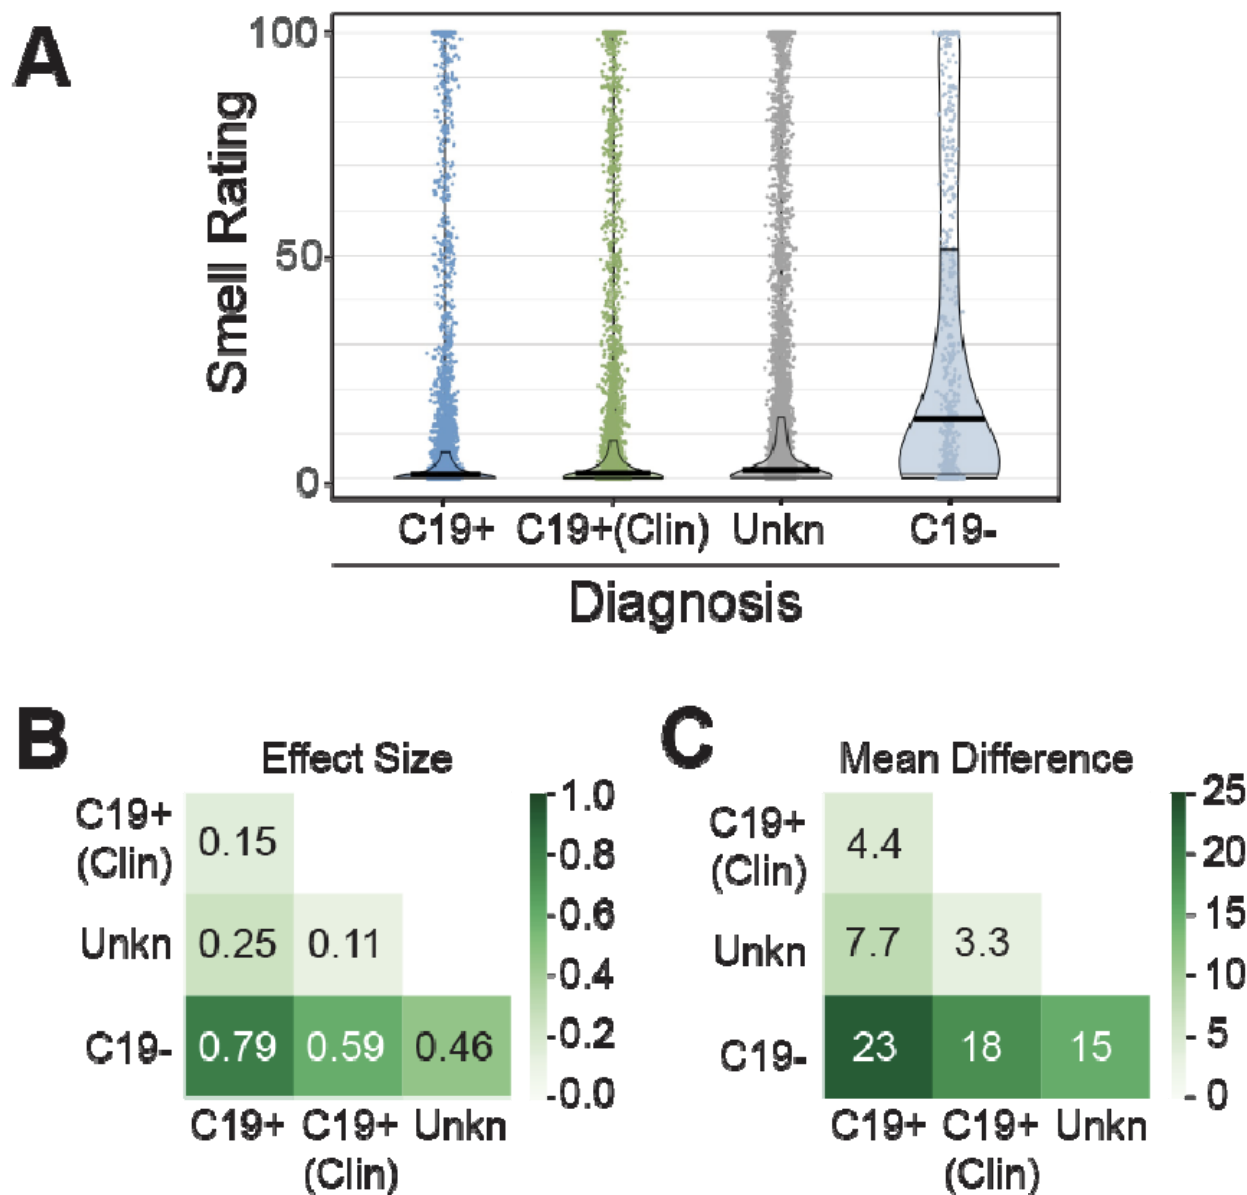 A
Smell Rating
100
50
0
C19+ C19+(Clin) Unkn C19-
Diagnosis
B
Effect Size
C19+
(Clin)
Unkn
C19-
0.15
0.25 0.11
0.79 0.59 0.46
C19+ C19+ Unkn
(Clin)
1.0
0.8
0.6
0.4
0.2
0.0
C
Mean Difference
C19+
(Clin)
Unkn
C19-
4.4
7.7 3.3
23 18 15
C19+ C19+ Unkn
(Clin)
25
20
15
10
5
0